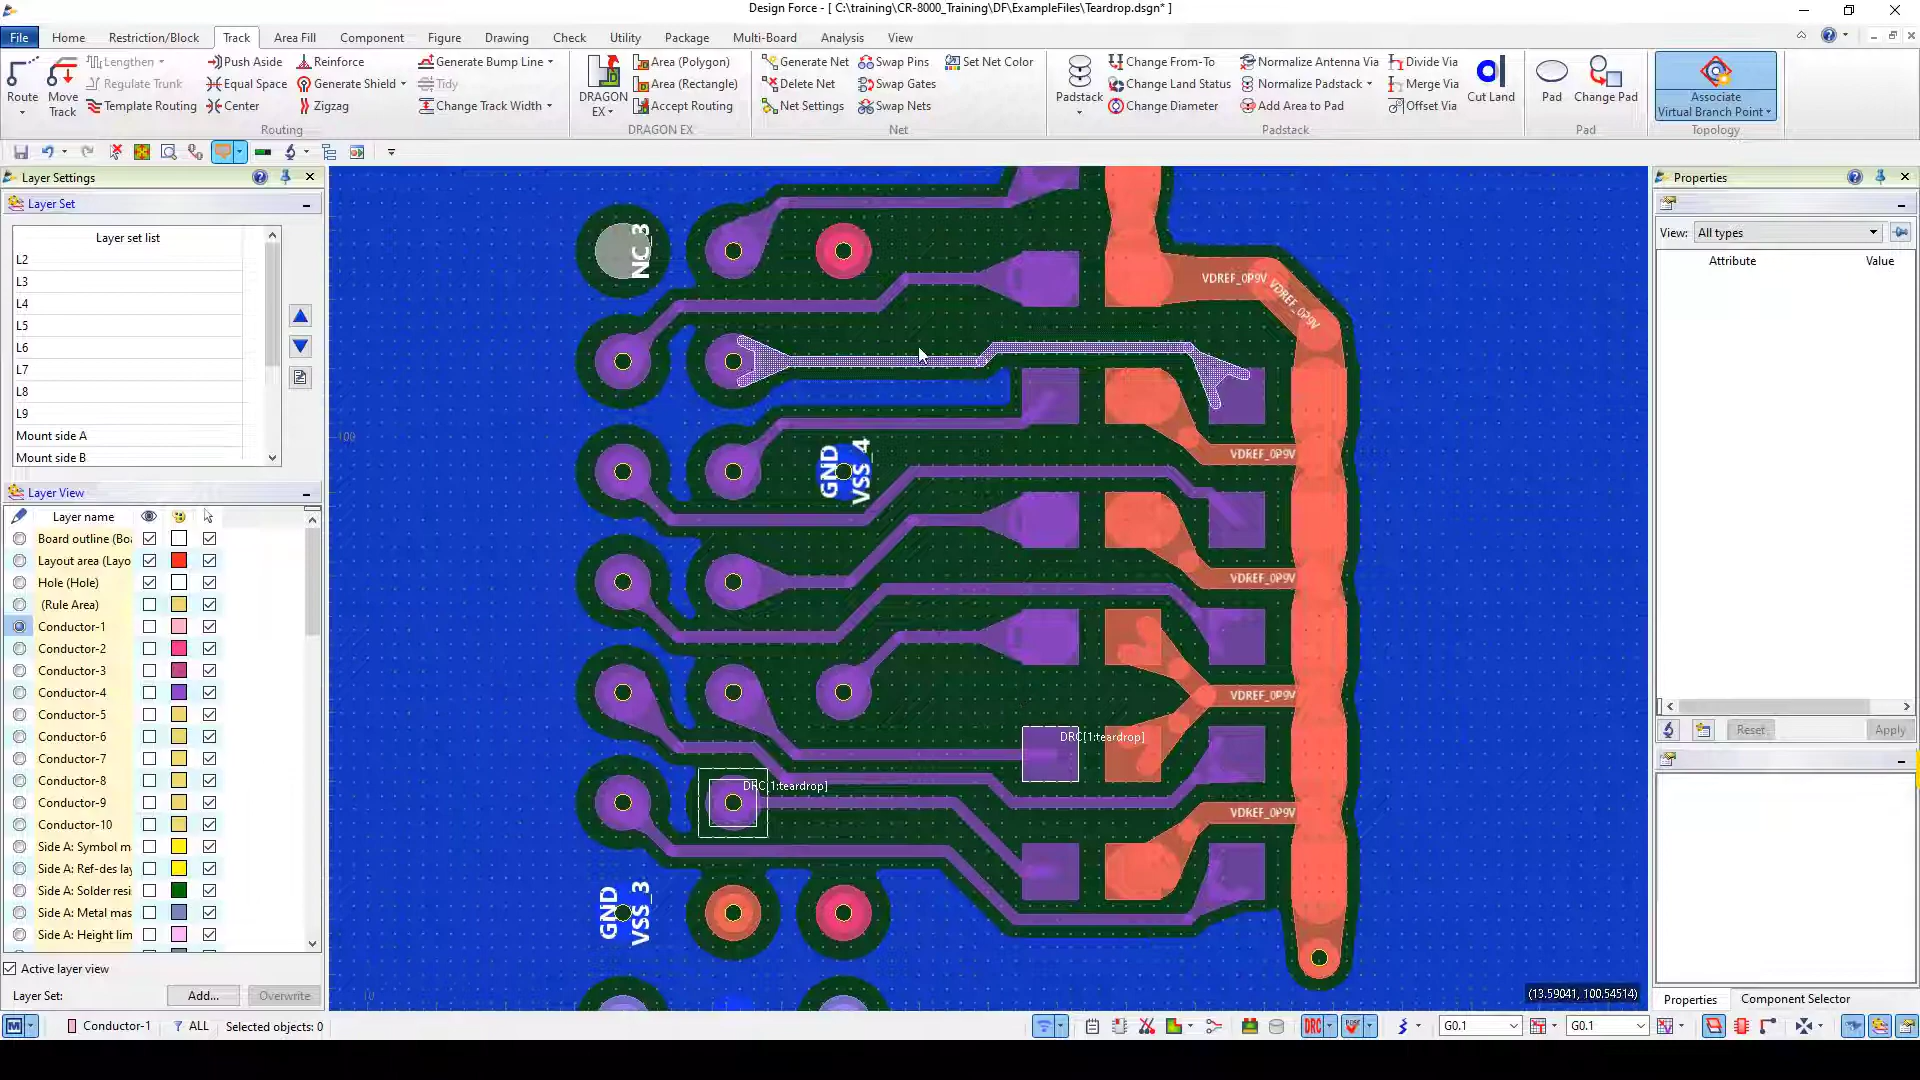 Design Force - [ C:\training\CR-8000_Training\DF\ExampleFiles\Teardrop.dsgn* ]
File Home Restriction/Block Track Area Fill Component Figure Drawing Check Utility Package Multi-Board Analysis View
Lengthen Push Aside Reinforce Generate Bump Line Area (Polygon) Generate Net Swap Pins Set Net Color Change From-To Normalize Antenna Via Divide Via
Regulate Trunk Equal Space Generate Shield Tidy Area (Rectangle) Delete Net Swap Gates Change Land Status Normalize Padstack Merge Via
Route Move Track DRAGON EX Padstack Cut Land Pad Change Pad Associate Virtual Branch Point
Template Routing Center Zigzag Change Track Width Accept Routing Net Settings Swap Nets Change Diameter Add Area to Pad Offset Via
Routing DRAGON EX Net Padstack Pad Topology
Layer Settings
Layer Set
Layer set list
L2
L3
L4
L5
L6
L7
L8
L9
Mount side A
Mount side B
Layer View
Layer name
Board outline (Boa
Layout area (Layo
Hole (Hole)
(Rule Area)
Conductor-1
Conductor-2
Conductor-3
Conductor-4
Conductor-5
Conductor-6
Conductor-7
Conductor-8
Conductor-9
Conductor-10
Side A: Symbol m
Side A: Ref-des lay
Side A: Solder resi
Side A: Metal mas
Side A: Height lim
Active layer view
Layer Set: Add... Overwrite
NC_3
VDREF_0P9V
VDREF_0P9V
100
GND
VSS_4
VDREF_0P9V
VDREF_0P9V
VDREF_0P9V
DRC[1:teardrop]
DRC[1:teardrop]
VDREF_0P9V
GND
VSS_3
10
(13.59041, 100.54514)
Properties
View: All types
Attribute Value
Reset Apply
Properties Component Selector
M Conductor-1 ALL Selected objects: 0 DRC G0.1 G0.1